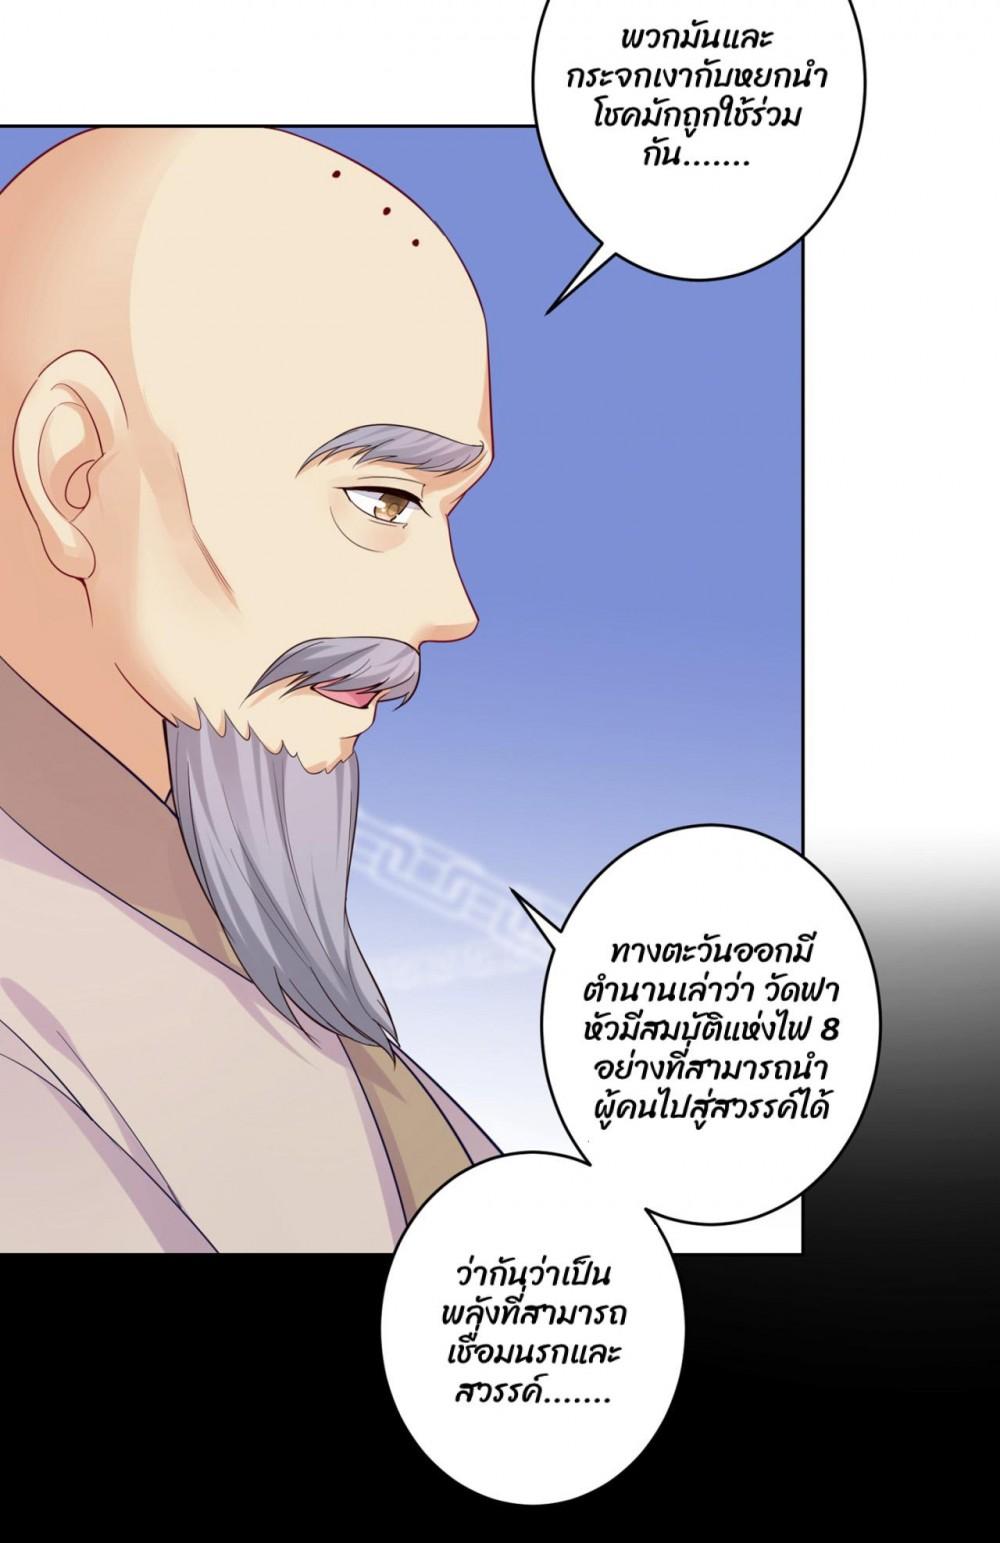 พวกมันและ
กระจกเงากับหยกนำ
โชคมักถูกใช้ร่วม
กัน.......
ทางตะวันออกมี
ตำนานเล่าว่า วัดฟา
หัวมีสมบัติแห่งไฟ 8
อย่างที่สามารถนำ
ผู้คนไปสู่สวรรค์ได้
ว่ากันว่าเป็น
พลังที่สามารถ
เชื่อมนรกและ
สวรรค์.......